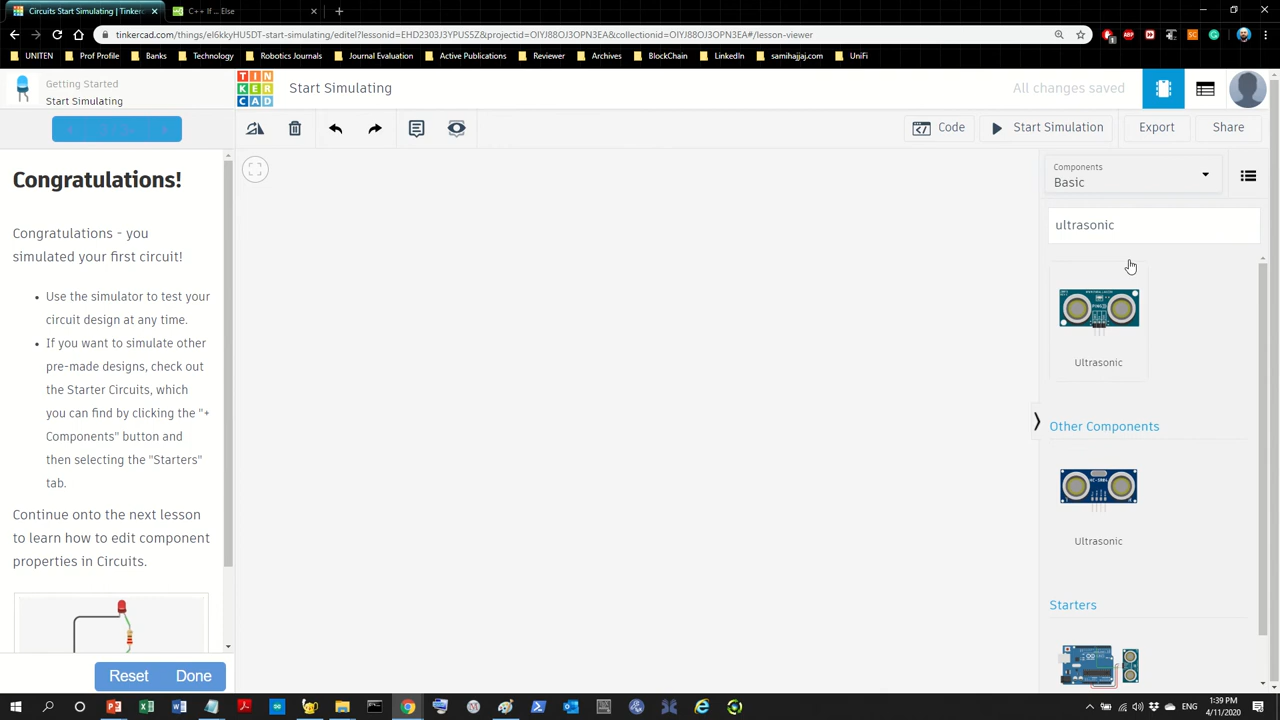 Circuits Start Simulating | Tinker
C++ If ... Else
tinkercad.com/things/eI6kkyHU5DT-start-simulating/editel?lessonid=EHD2303J3YPUS5Z&projectid=OIYJ88OJ3OPN3EA&collectionid=OIYJ88OJ3OPN3EA#/lesson-viewer
UNITEN
Prof Profile
Banks
Technology
Robotics Journals
Journal Evaluation
Active Publications
Reviewer
Archives
BlockChain
LinkedIn
samihajjaj.com
UniFi
Getting Started
Start Simulating
TIN
KER
CAD
Start Simulating
All changes saved
Code
Start Simulation
Export
Share
Congratulations!
Congratulations - you
simulated your first circuit!
• Use the simulator to test your
circuit design at any time.
• If you want to simulate other
pre-made designs, check out
the Starter Circuits, which
you can find by clicking the "+
Components" button and
then selecting the "Starters"
tab.
Continue onto the next lesson
to learn how to edit component
properties in Circuits.
Reset
Done
Components
Basic
ultrasonic
Ultrasonic
Other Components
HC-SR04
Ultrasonic
Starters
1:39 PM
4/11/2020